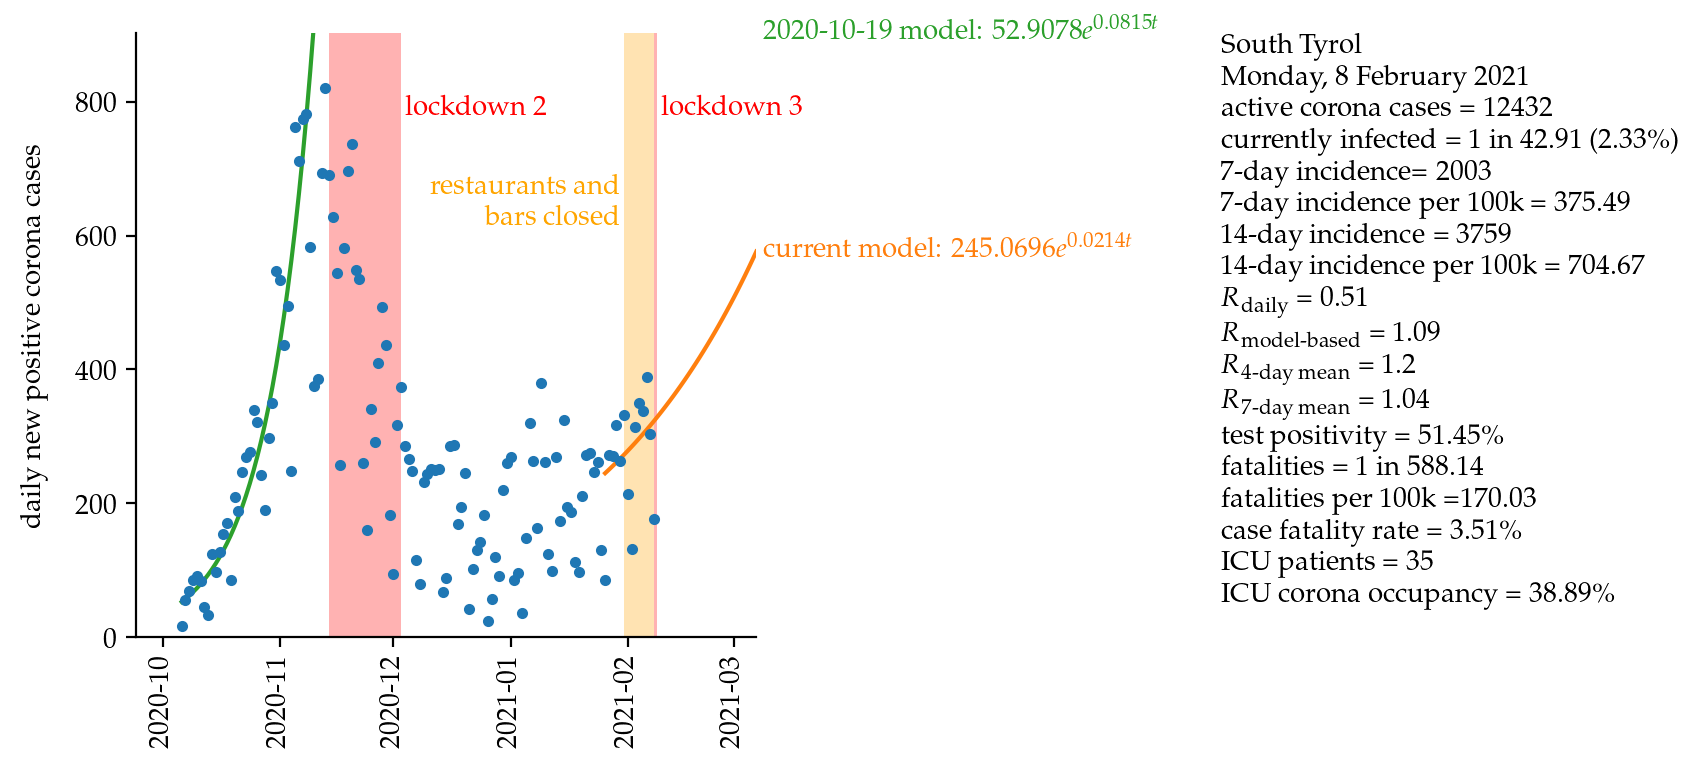 2020-10-19 model: 52.9078e^0.0815t
800
600
400
200
0
daily new positive corona cases
lockdown 2
lockdown 3
restaurants and
bars closed
current model: 245.0696e^0.0214t
2020-10
2020-11
2020-12
2021-01
2021-02
2021-03
South Tyrol
Monday, 8 February 2021
active corona cases = 12432
currently infected = 1 in 42.91 (2.33%)
7-day incidence= 2003
7-day incidence per 100k = 375.49
14-day incidence = 3759
14-day incidence per 100k = 704.67
R daily = 0.51
R model-based = 1.09
R 4-day mean = 1.2
R 7-day mean = 1.04
test positivity = 51.45%
fatalities = 1 in 588.14
fatalities per 100k =170.03
case fatality rate = 3.51%
ICU patients = 35
ICU corona occupancy = 38.89%